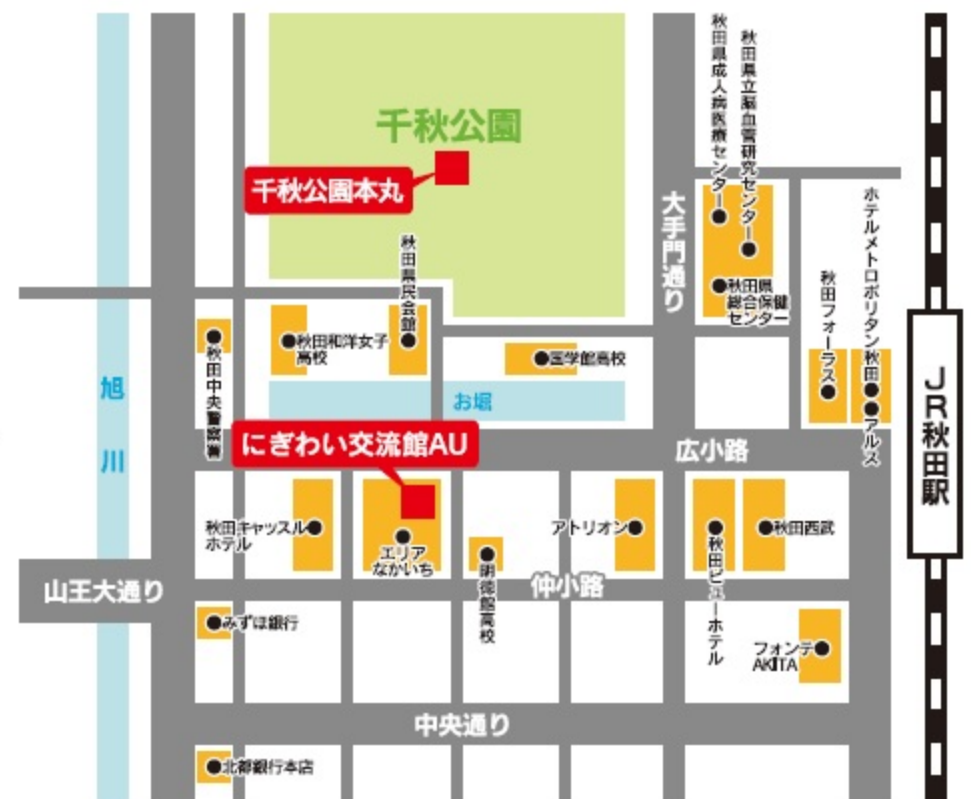 千秋公園
千秋公園本丸
秋田県成人病医療センター
秋田県立脳血管研究センター
秋田県
総合保健
センター
大手門通り
ホテルメトロポリタン秋田
アルス
秋田フォーラス
JR秋田駅
秋田県民会館
秋田和洋女子
高校
国学館高校
秋田中央警察署
お堀
旭川
にぎわい交流館AU
広小路
秋田キャッスル
ホテル
エリア
なかいち
明徳館高校
アトリオン
秋田ビューホテル
秋田西武
山王大通り
仲小路
みずほ銀行
フォンテ
AKITA
中央通り
北都銀行本店